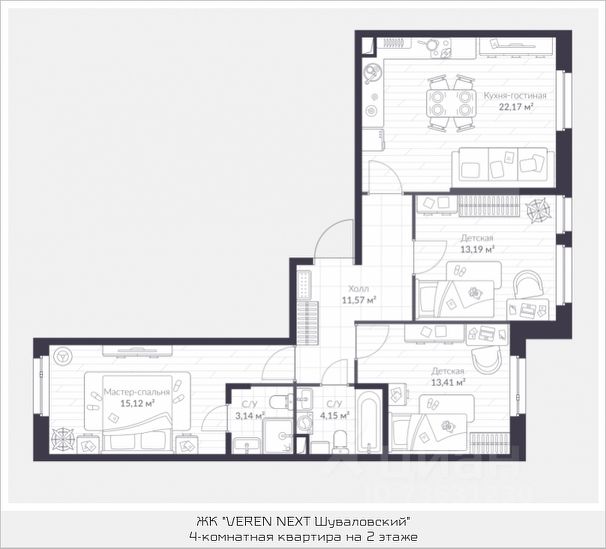 Кухня-гостиная
22,17 м²
Детская
13,19 м²
Холл
11,57 м²
Детская
13,41 м²
Мастер-спальня
15,12 м²
С/У
3,14 м²
С/У
4,15 м²
ЖК "VEREN NEXT Шуваловский"
4-комнатная квартира на 2 этаже